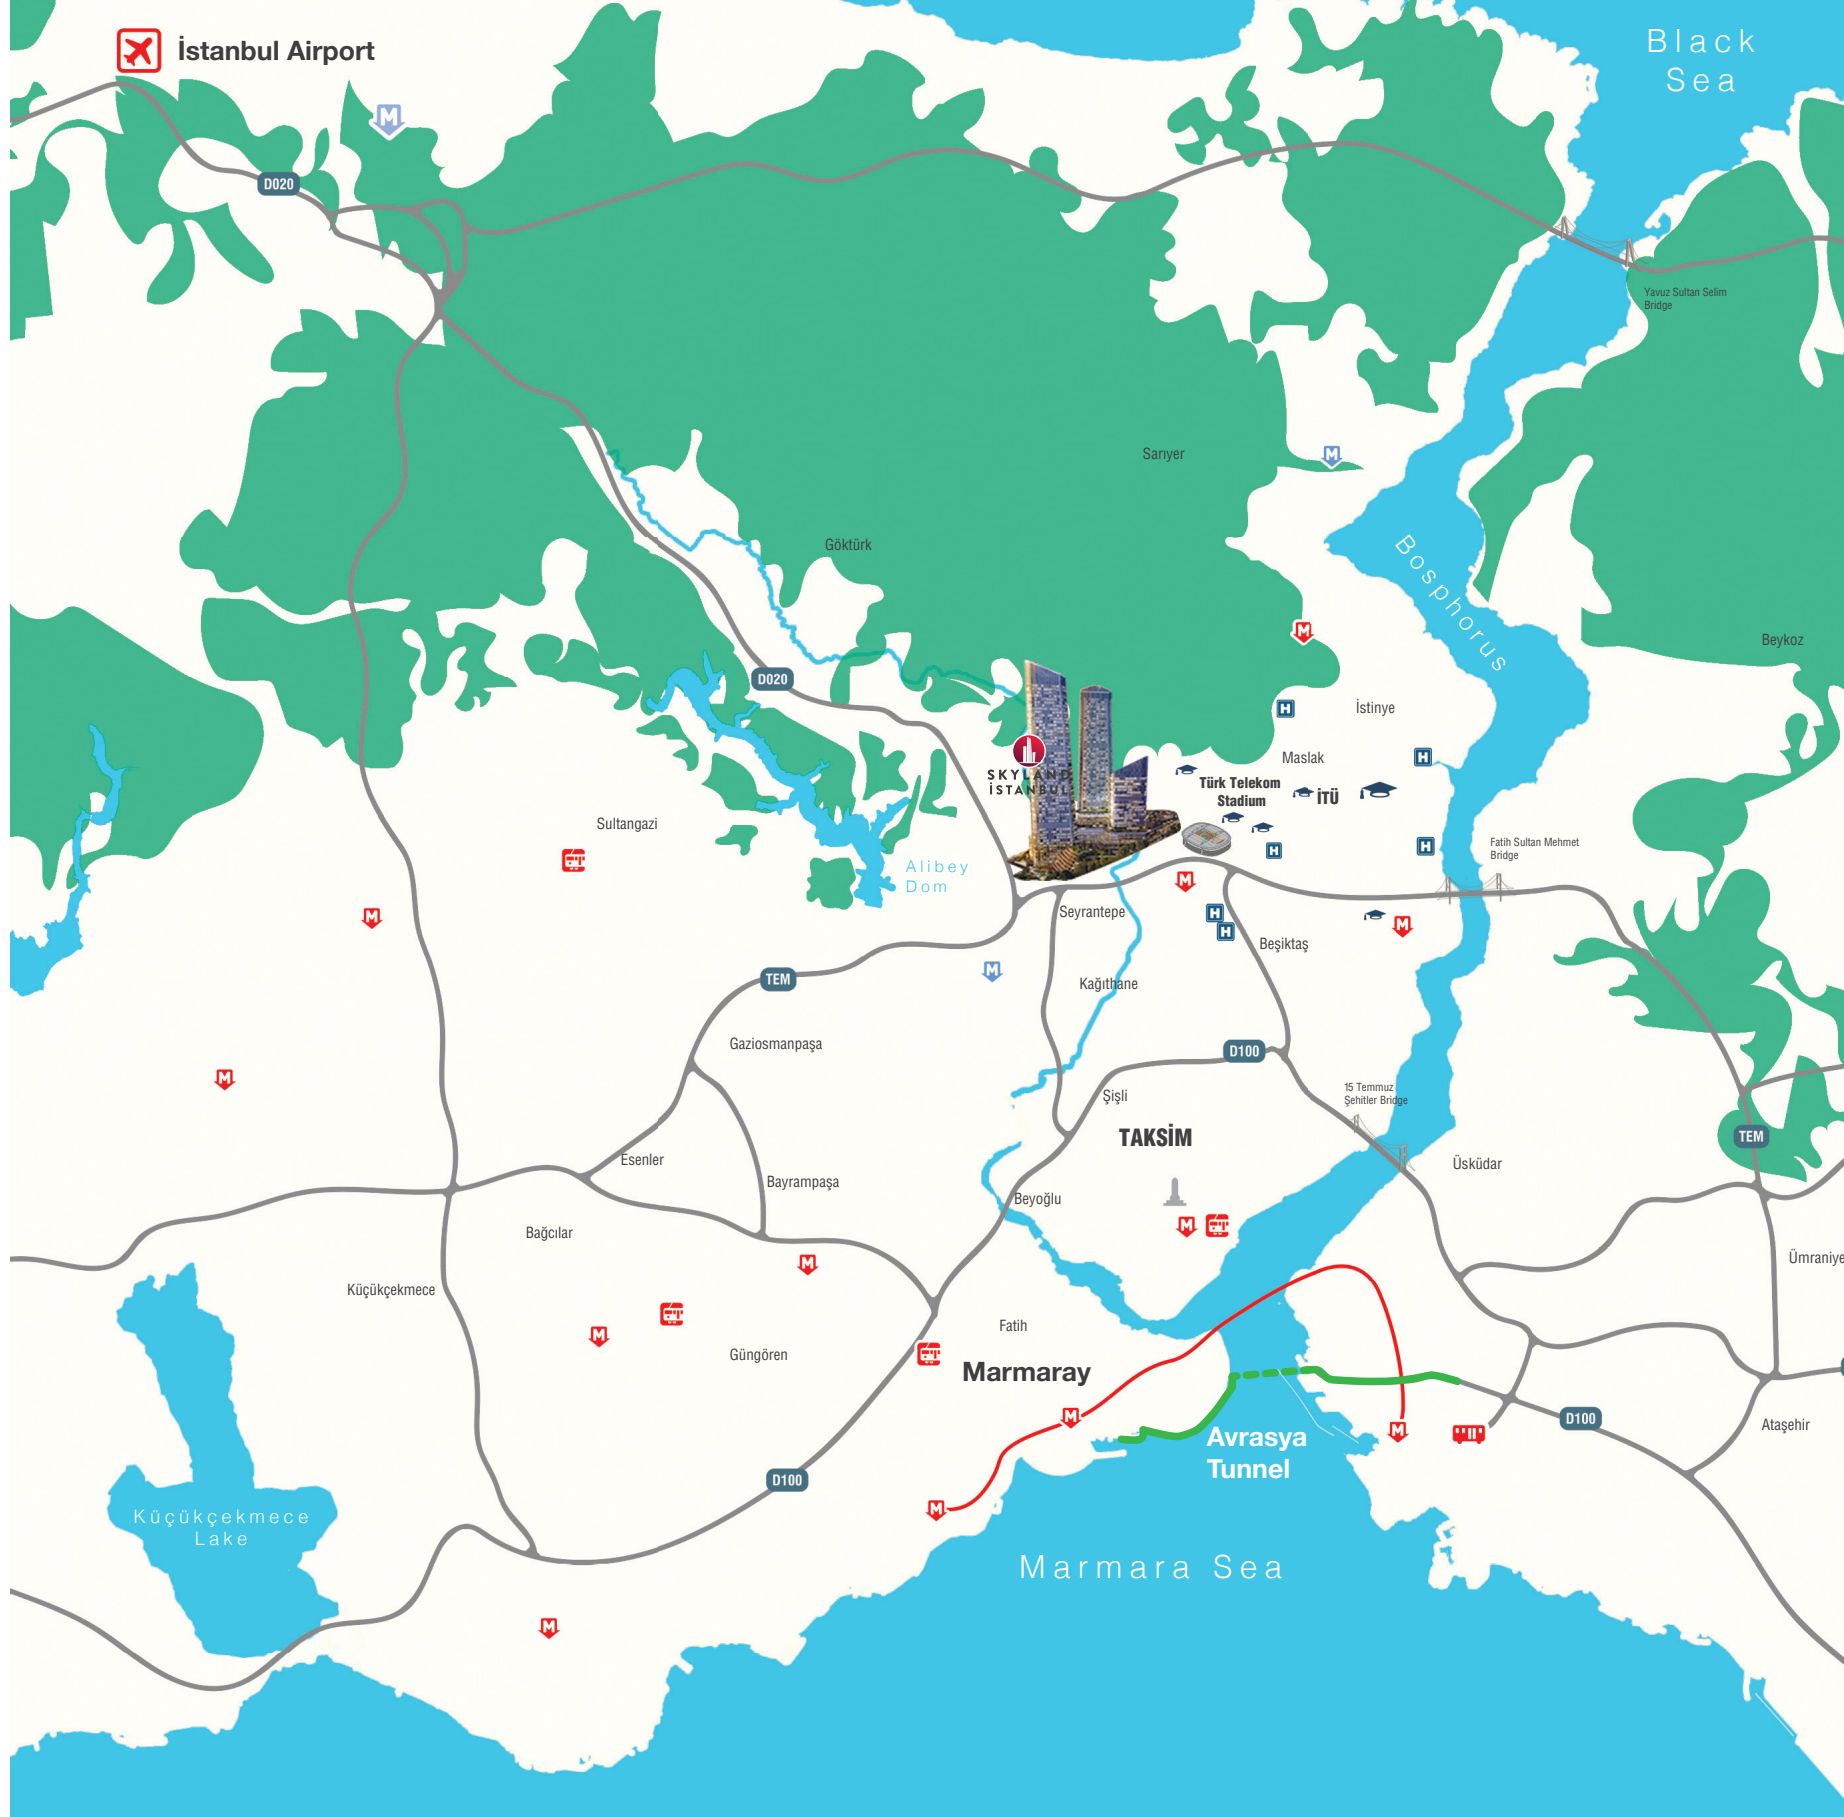 Black
Sea
İstanbul Airport
M
D020
Yavuz Sultan Selim
Bridge
Sarıyer
M
Göktürk
Bosphorus
M
Beykoz
D020
H
İstinye
SKYLAND
İSTANBUL
Maslak
H
Türk Telekom
Stadium
İTÜ
Sultangazi
H
H
Fatih Sultan Mehmet
Bridge
Alibey
Dom
M
M
Seyrantepe
H
H
M
Beşiktaş
TEM
M
Kağıthane
Gaziosmanpaşa
D100
M
15 Temmuz
Şehitler Bridge
Şişli
TAKSİM
TEM
Esenler
Üsküdar
Bayrampaşa
Beyoğlu
M
Bağcılar
M
Ümraniye
Küçükçekmece
M
Fatih
Güngören
Marmaray
M
Avrasya
Tunnel
M
D100
Ataşehir
D100
M
Küçükçekmece
Lake
Marmara Sea
M